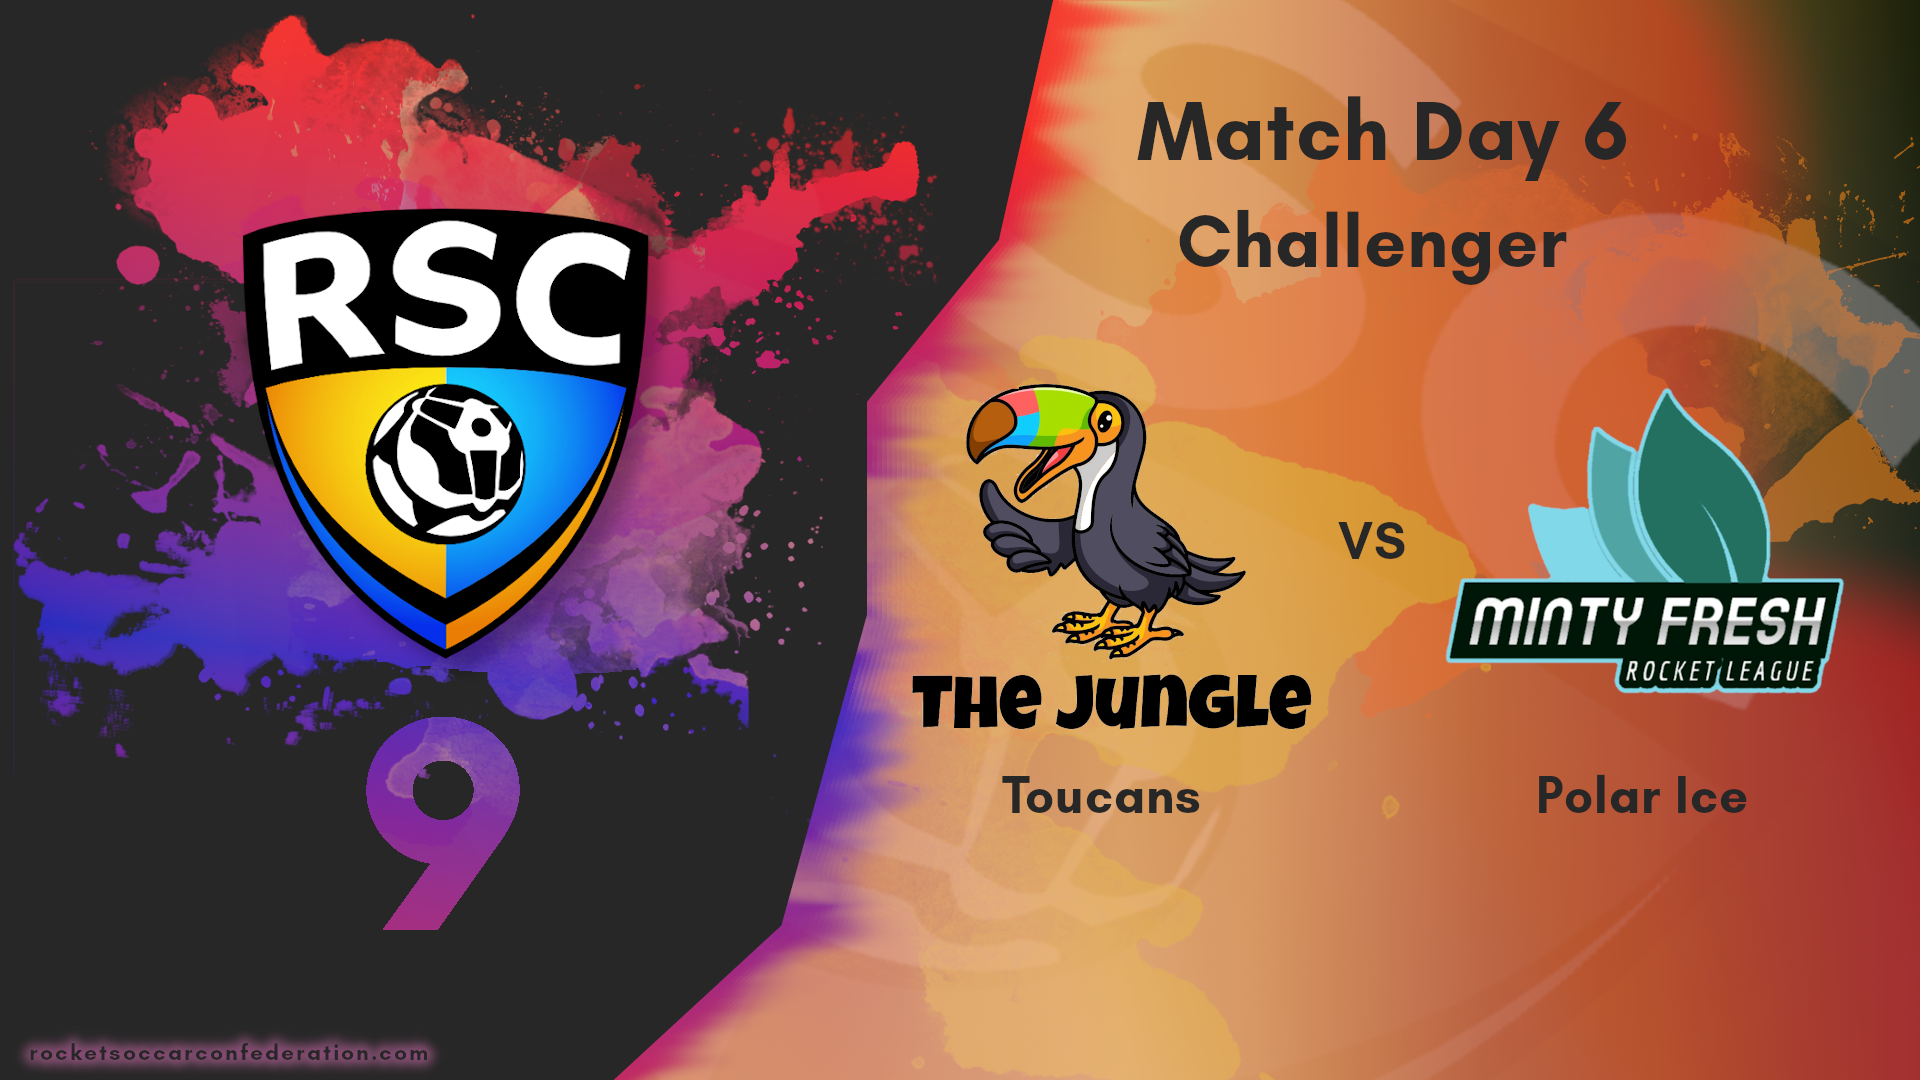 RSC
9
rocketsoccarconfederation.com
Match Day 6
Challenger
THE JUNGLE
vs
MINTY FRESH
ROCKET LEAGUE
Toucans
Polar Ice